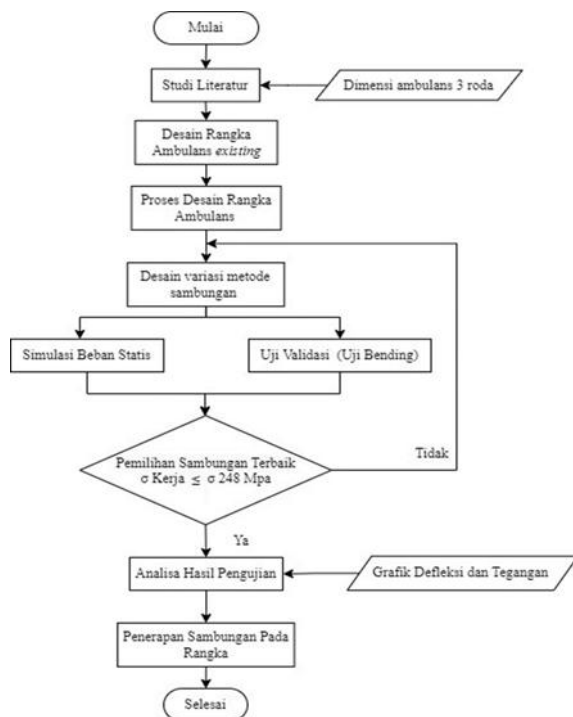 Mulai
Studi Literatur
Dimensi ambulans 3 roda
Desain Rangka
Ambulans existing
Proses Desain Rangka
Ambulans
Desain variasi metode
sambungan
Simulasi Beban Statis
Uji Validasi (Uji Bending)
Pemilihan Sambungan Terbaik
σ Kerja ≤ σ 248 Mpa
Tidak
Ya
Analisa Hasil Pengujian
Grafik Defleksi dan Tegangan
Penerapan Sambungan Pada
Rangka
Selesai